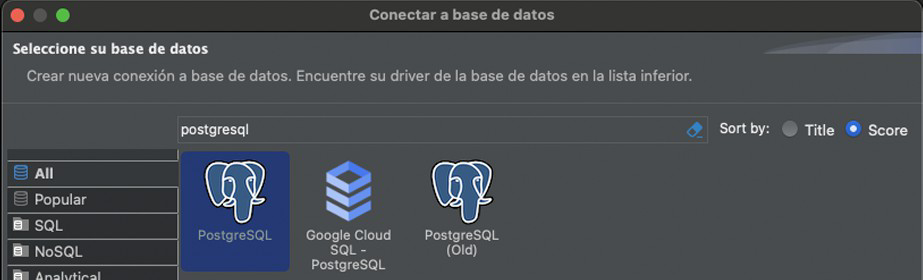 Conectar a base de datos
Seleccione su base de datos
Crear nueva conexión a base de datos. Encuentre su driver de la base de datos en la lista inferior.
postgresql
Sort by:
Title
Score
All
Popular
SQL
NoSQL
Analytical
PostgreSQL
Google Cloud
SQL -
PostgreSQL
PostgreSQL
(Old)